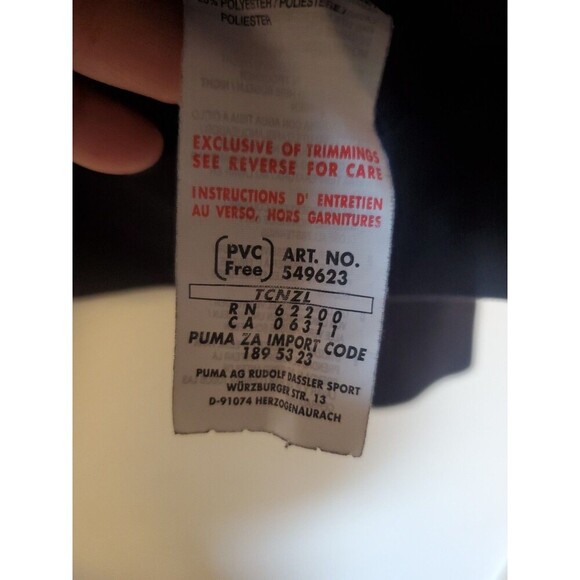 POLYESTER / POLIESTER /
POLIESTER
EXCLUSIVE OF TRIMMINGS
SEE REVERSE FOR CARE
INSTRUCTIONS D' ENTRETIEN
AU VERSO, HORS GARNITURES
PVC Free ART. NO. 549623
TCNZL
RN 62200
CA 06311
PUMA ZA IMPORT CODE
189 53 23
PUMA AG RUDOLF DASSLER SPORT
WÜRZBURGER STR. 13
D-91074 HERZOGENAURACH